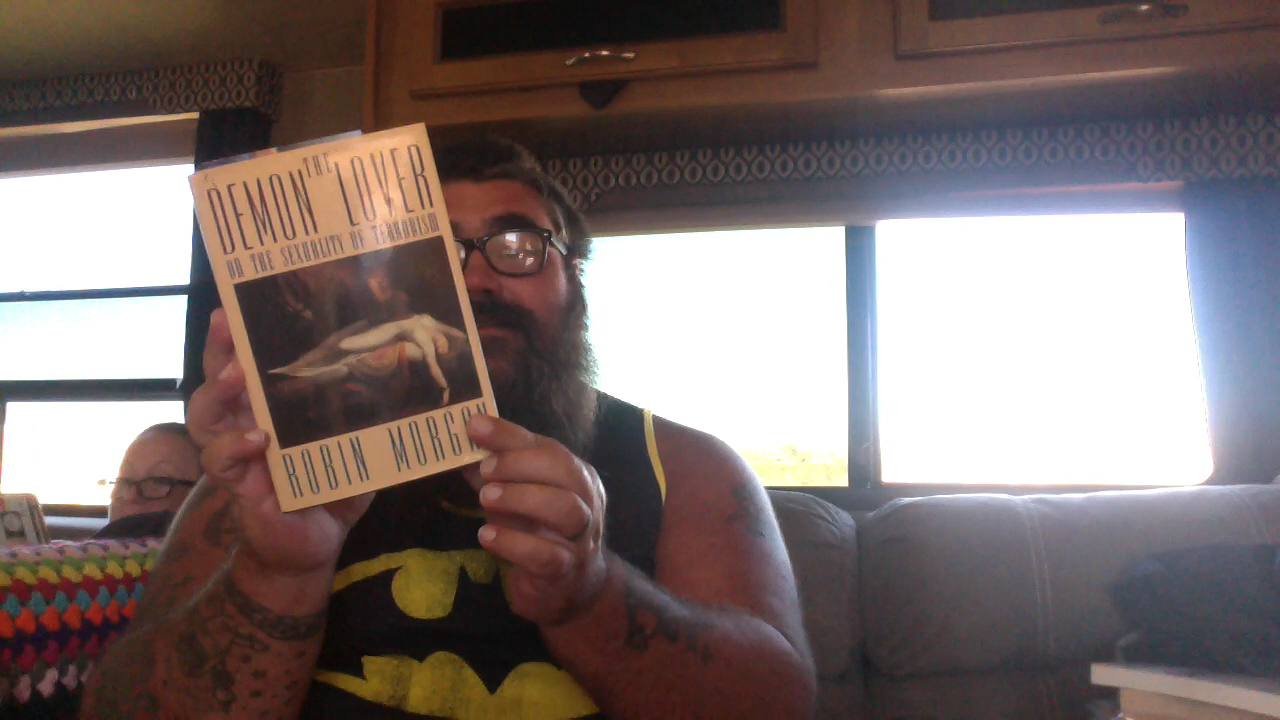 THE
DEMON LOVER
ON THE SEXUALITY OF TERRORISM
ROBIN MORGAN